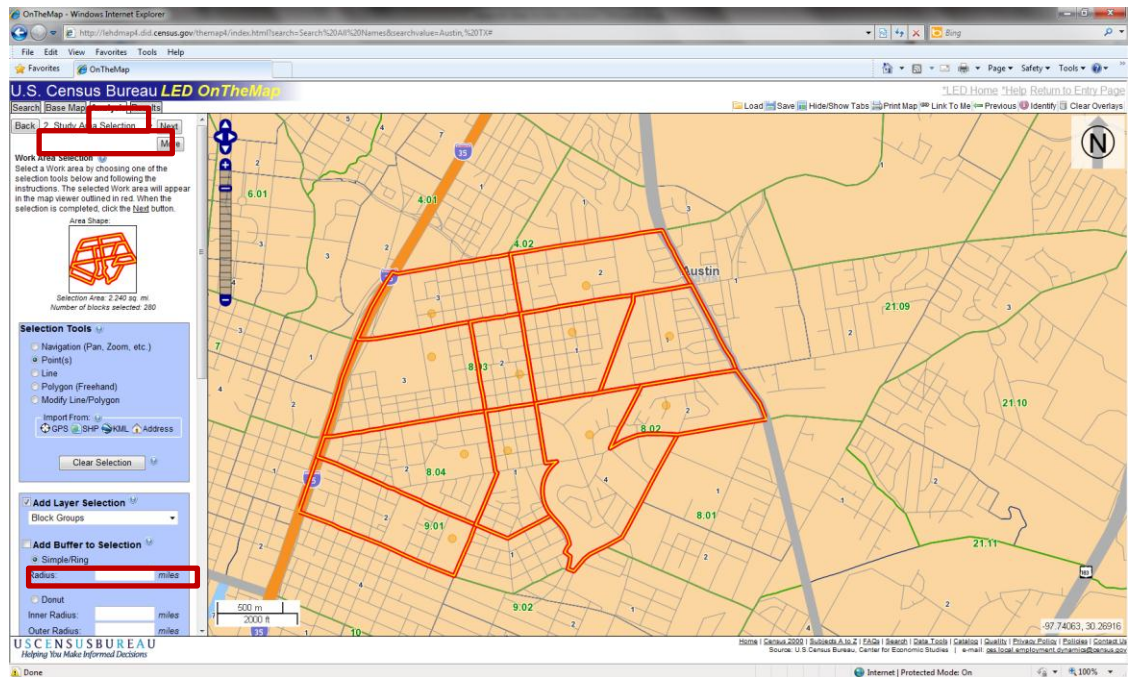 OnTheMap - Windows Internet Explorer
http://lehdmap4.did.census.gov/themap4/index.html?search=Search%20All%20Names&searchvalue=Austin,%20TX#
Bing
File Edit View Favorites Tools Help
Favorites OnTheMap
Page Safety Tools
U.S. Census Bureau LED OnTheMap
*LED Home *Help Return to Entry Page
Search Base Map Analysis Results
Load Save Hide/Show Tabs Print Map Link To Me Previous Identify Clear Overlays
Back 2. Study Area Selection Next
More
Work Area Selection
Select a Work area by choosing one of the
selection tools below and following the
instructions. The selected Work area will appear
in the map viewer outlined in red. When the
selection is completed, click the Next button.
Area Shape:
Selection Area: 2.240 sq. mi.
Number of blocks selected: 280
Selection Tools
Navigation (Pan, Zoom, etc.)
Point(s)
Line
Polygon (Freehand)
Modify Line/Polygon
Import From:
GPS SHP KML Address
Clear Selection
Add Layer Selection
Block Groups
Add Buffer to Selection
Simple/Ring
Radius: miles
Donut
Inner Radius: miles
Outer Radius: miles
N
35
6.01
4.01
4.02
Austin
21.09
7
8.03
21.10
8.02
8.04
9.01
8.01
21.11
183
9.02
10
35
500 m
2000 ft
-97.74063, 30.26916
USCENSUSBUREAU
Helping You Make Informed Decisions
Home | Census 2000 | Subjects A to Z | FAQs | Search | Data Tools | Catalog | Quality | Privacy Policy | Policies | Contact Us
Source: U.S.Census Bureau, Center for Economic Studies | e-mail: ces.local.employment.dynamics@census.gov
Done
Internet | Protected Mode: On
100%